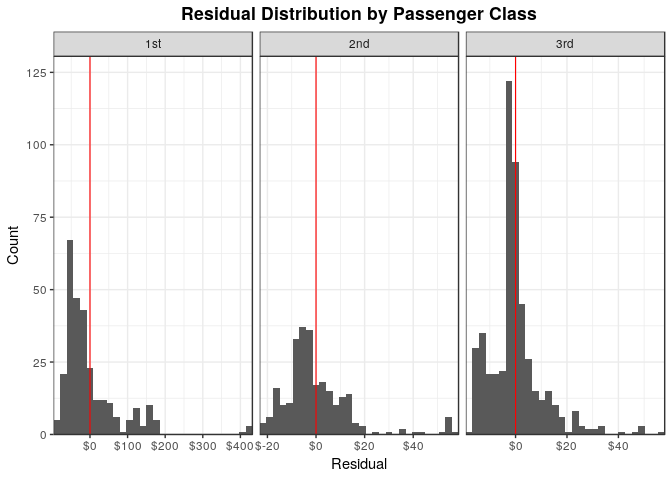 Residual Distribution by Passenger Class
1st 2nd 3rd
125
100
75
50
25
0
Count
$0 $100 $200 $300 $400 $-20 $0 $20 $40 $0 $20 $40
Residual